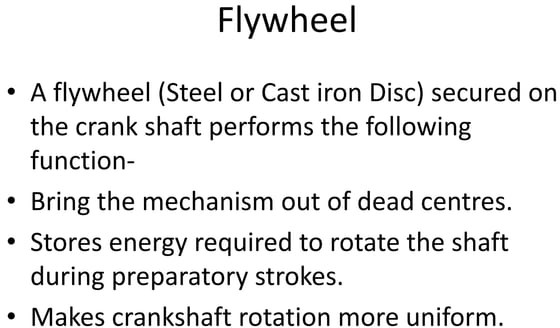 Flywheel
• A flywheel (Steel or Cast iron Disc) secured on
the crank shaft performs the following
function-
• Bring the mechanism out of dead centres.
• Stores energy required to rotate the shaft
during preparatory strokes.
• Makes crankshaft rotation more uniform.